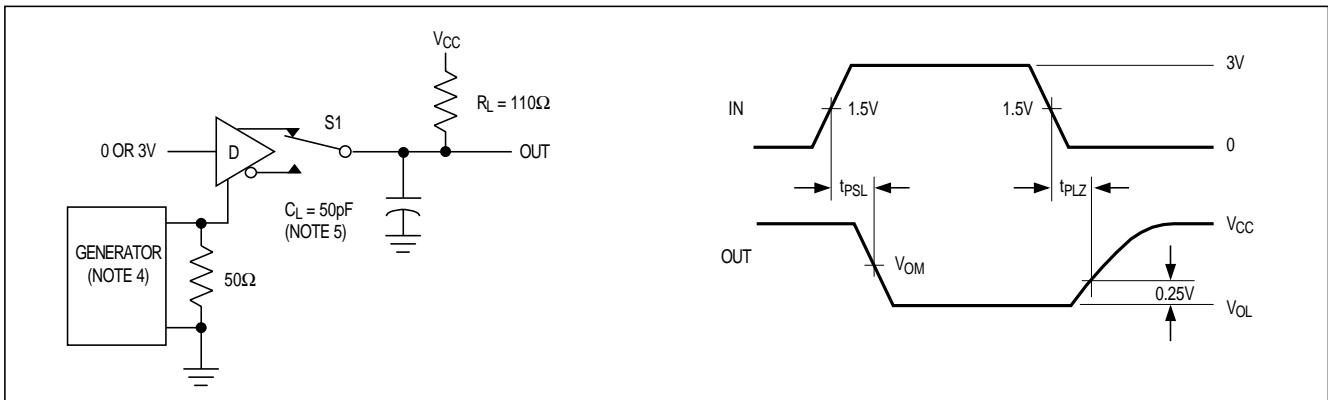 VCC
RL = 110Ω
S1
0 OR 3V
D
OUT
CL = 50pF
(NOTE 5)
GENERATOR
(NOTE 4)
50Ω
3V
IN
1.5V
1.5V
0
tPSL
tPLZ
VCC
OUT
VOM
0.25V
VOL